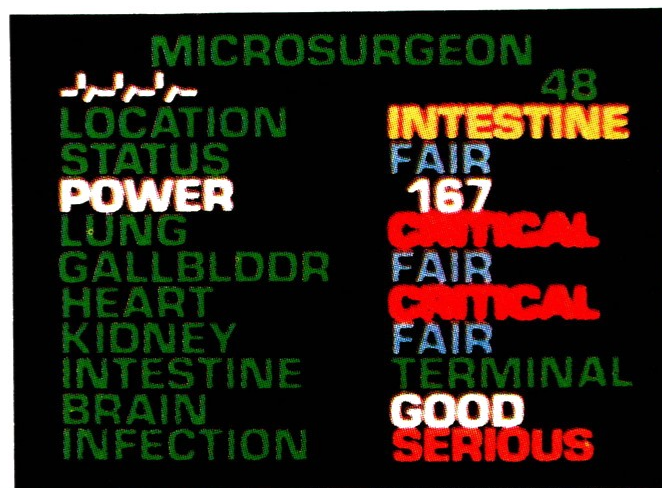 MICROSURGEON
48
LOCATION INTESTINE
STATUS FAIR
POWER 167
LUNG CRITICAL
GALLBLDDR FAIR
HEART CRITICAL
KIDNEY FAIR
INTESTINE TERMINAL
BRAIN GOOD
INFECTION SERIOUS